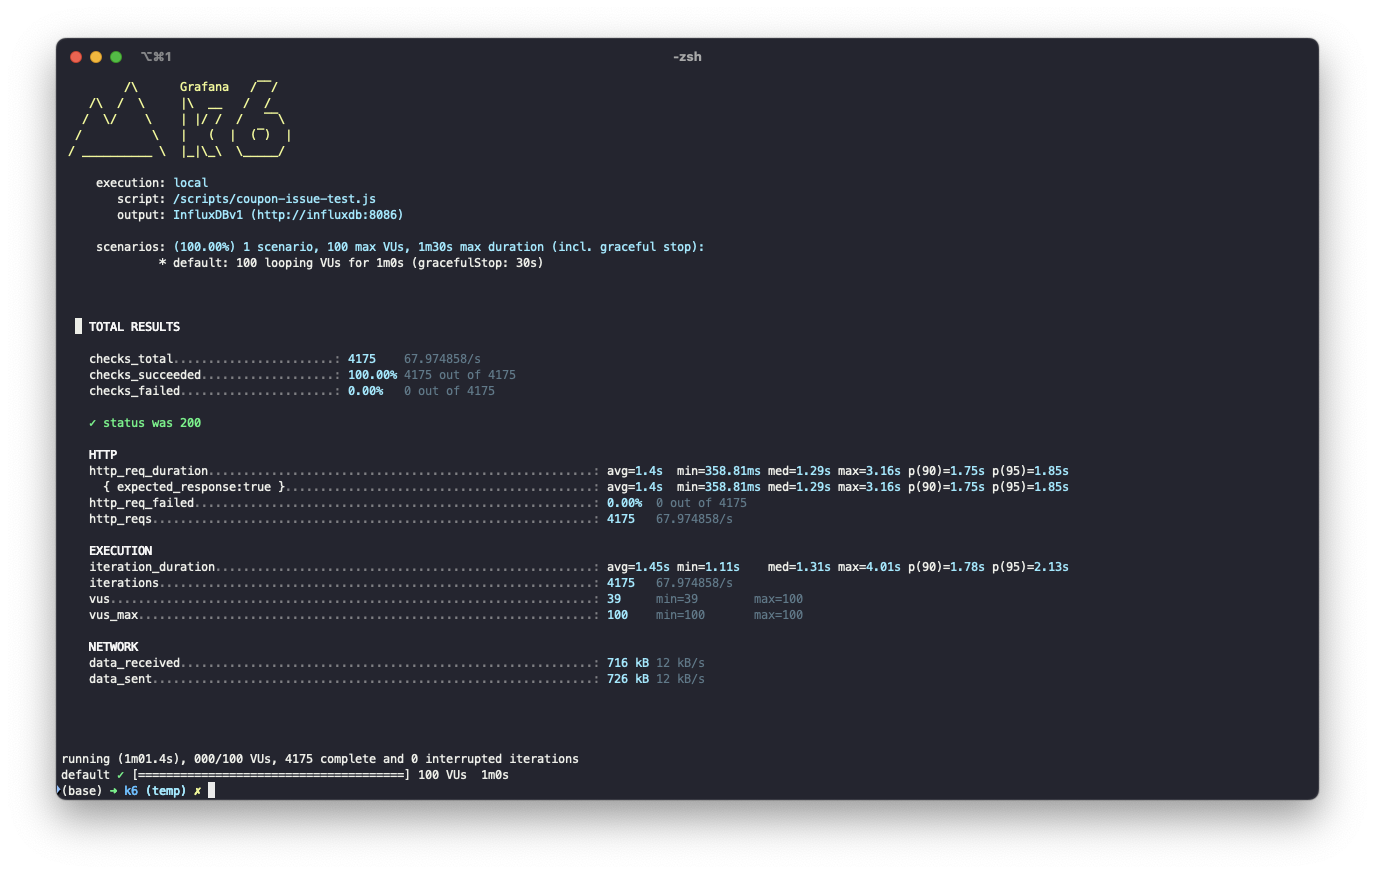 ⌥⌘1 -zsh
Grafana
execution: local
script: /scripts/coupon-issue-test.js
output: InfluxDBv1 (http://influxdb:8086)
scenarios: (100.00%) 1 scenario, 100 max VUs, 1m30s max duration (incl. graceful stop):
* default: 100 looping VUs for 1m0s (gracefulStop: 30s)
█ TOTAL RESULTS
checks_total.......................: 4175    67.974858/s
checks_succeeded...................: 100.00% 4175 out of 4175
checks_failed......................: 0.00%   0 out of 4175
✓ status was 200
HTTP
http_req_duration.......................................................: avg=1.4s  min=358.81ms med=1.29s max=3.16s p(90)=1.75s p(95)=1.85s
{ expected_response:true }............................................: avg=1.4s  min=358.81ms med=1.29s max=3.16s p(90)=1.75s p(95)=1.85s
http_req_failed.........................................................: 0.00%  0 out of 4175
http_reqs...............................................................: 4175   67.974858/s
EXECUTION
iteration_duration......................................................: avg=1.45s min=1.11s    med=1.31s max=4.01s p(90)=1.78s p(95)=2.13s
iterations..............................................................: 4175   67.974858/s
vus.....................................................................: 39     min=39        max=100
vus_max.................................................................: 100    min=100       max=100
NETWORK
data_received...........................................................: 716 kB 12 kB/s
data_sent...............................................................: 726 kB 12 kB/s
running (1m01.4s), 000/100 VUs, 4175 complete and 0 interrupted iterations
default ✓ [======================================] 100 VUs  1m0s
(base) ➜ k6 (temp) ✗